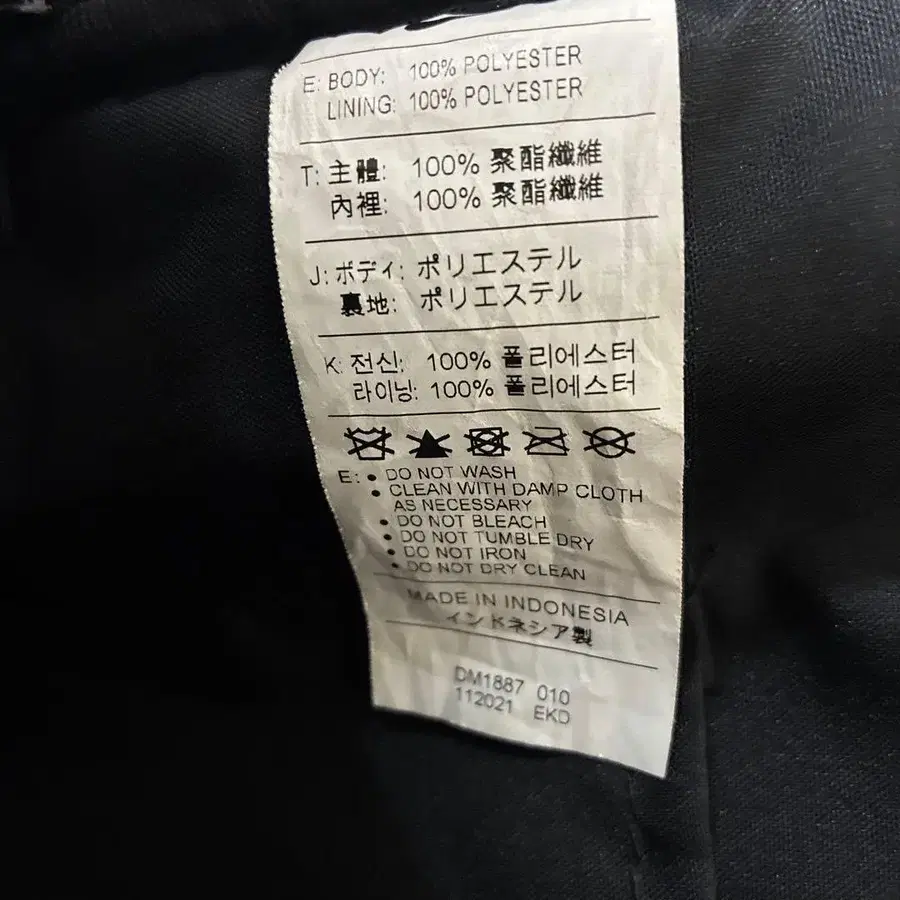 E: BODY: 100% POLYESTER
LINING: 100% POLYESTER
T: 主體: 100% 聚酯纖維
內裡: 100% 聚酯纖維
J: ボディ: ポリエステル
裏地: ポリエステル
K: 전신: 100% 폴리에스터
라이닝: 100% 폴리에스터
E: • DO NOT WASH
• CLEAN WITH DAMP CLOTH
AS NECESSARY
• DO NOT BLEACH
• DO NOT TUMBLE DRY
• DO NOT IRON
• DO NOT DRY CLEAN
MADE IN INDONESIA
インドネシア製
DM1887 010
112021 EKD